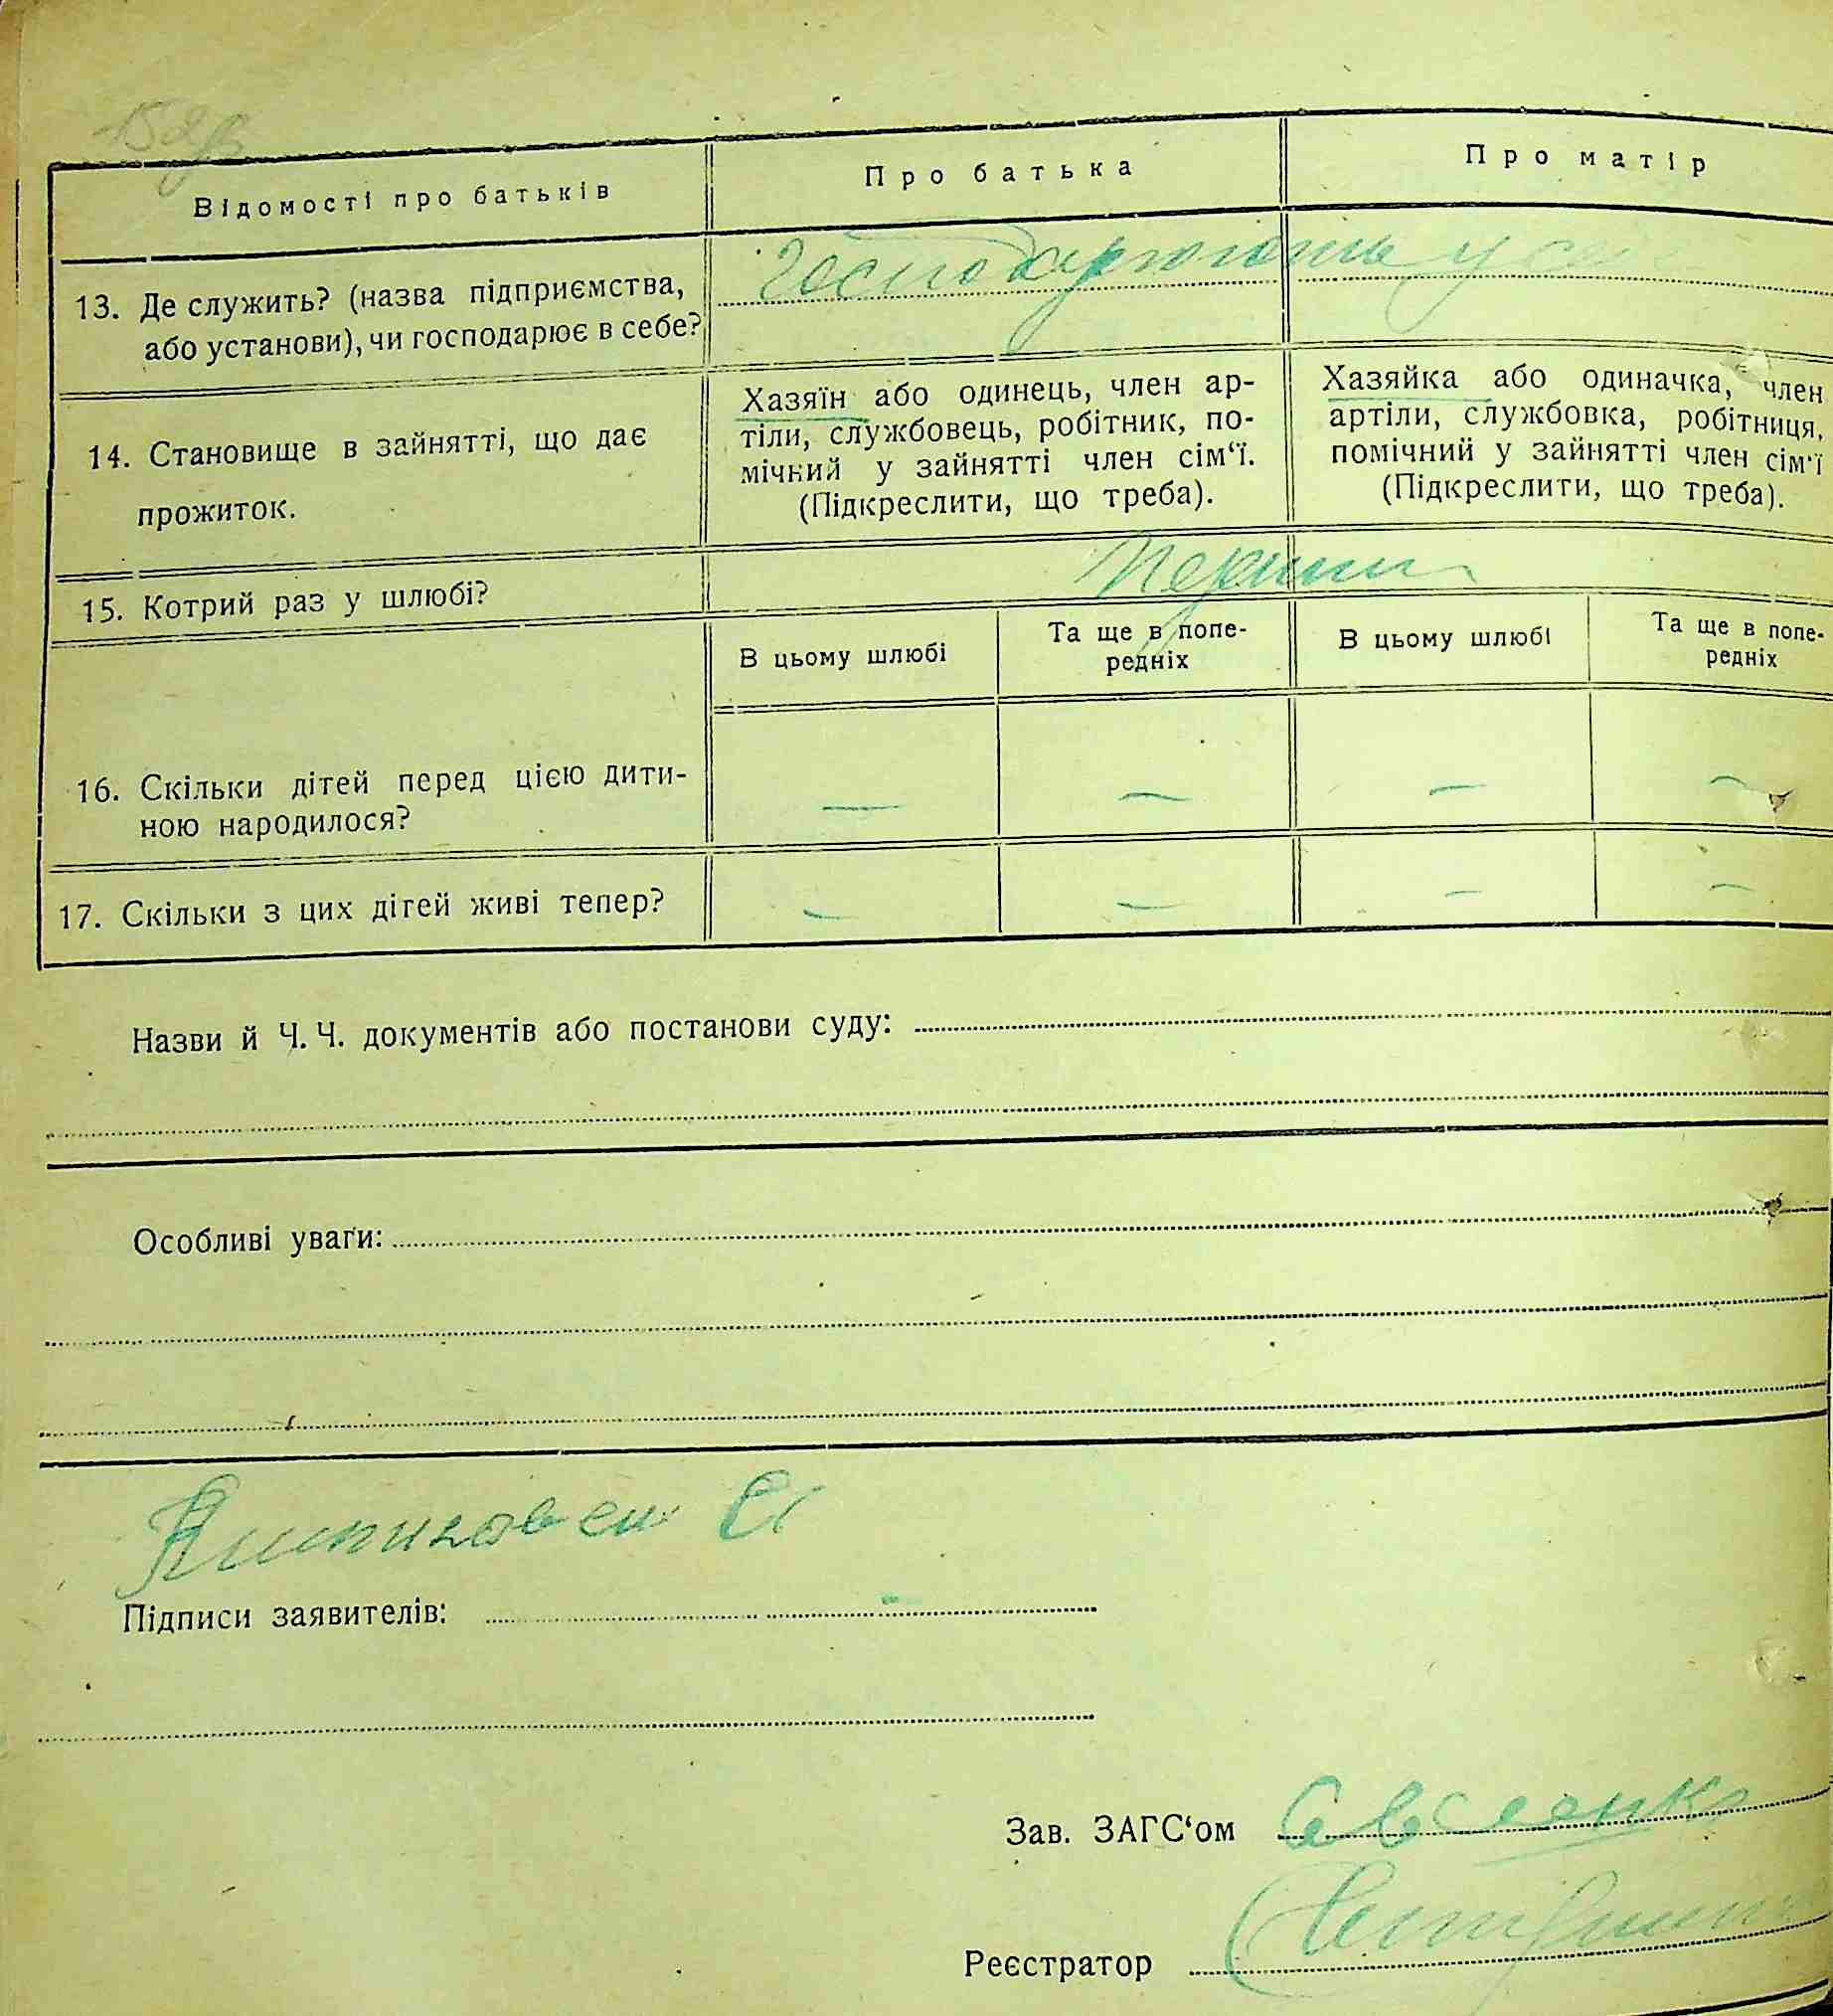 Відомості про батьків
Про батька
Про матір
13. Де служить? (назва підприємства,
або установи), чи господарює в себе?
Господарюють у се
14. Становище в зайнятті, що дає
прожиток.
Хазяїн або одинець, член ар-
тіли, службовець, робітник, по-
мічний у зайнятті член сім‘ї.
(Підкреслити, що треба).
Хазяйка або одиначка, член
артіли, службовка, робітниця,
помічний у зайнятті член сім‘ї
(Підкреслити, що треба).
15. Котрий раз у шлюбі?
В цьому шлюбі
Та ще в попе-
редніх
В цьому шлюбі
Та ще в попе-
редніх
16. Скільки дітей перед цією дити-
ною народилося?
— — — —
17. Скільки з цих дітей живі тепер?
— — — —
Назви й Ч. Ч. документів або постанови суду:
Особливі уваги:
Підписи заявителів:
Зав. ЗАГС‘ом
Реєстратор